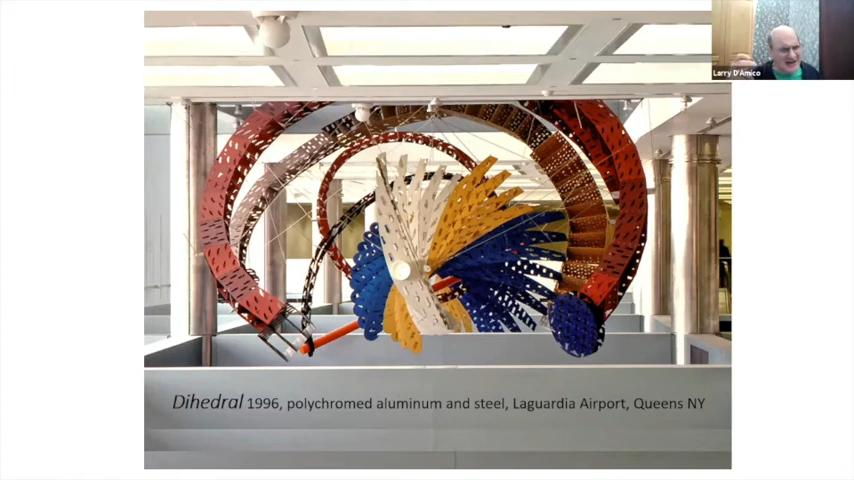 Larry D'Amico
Dihedral 1996, polychromed aluminum and steel, Laguardia Airport, Queens NY